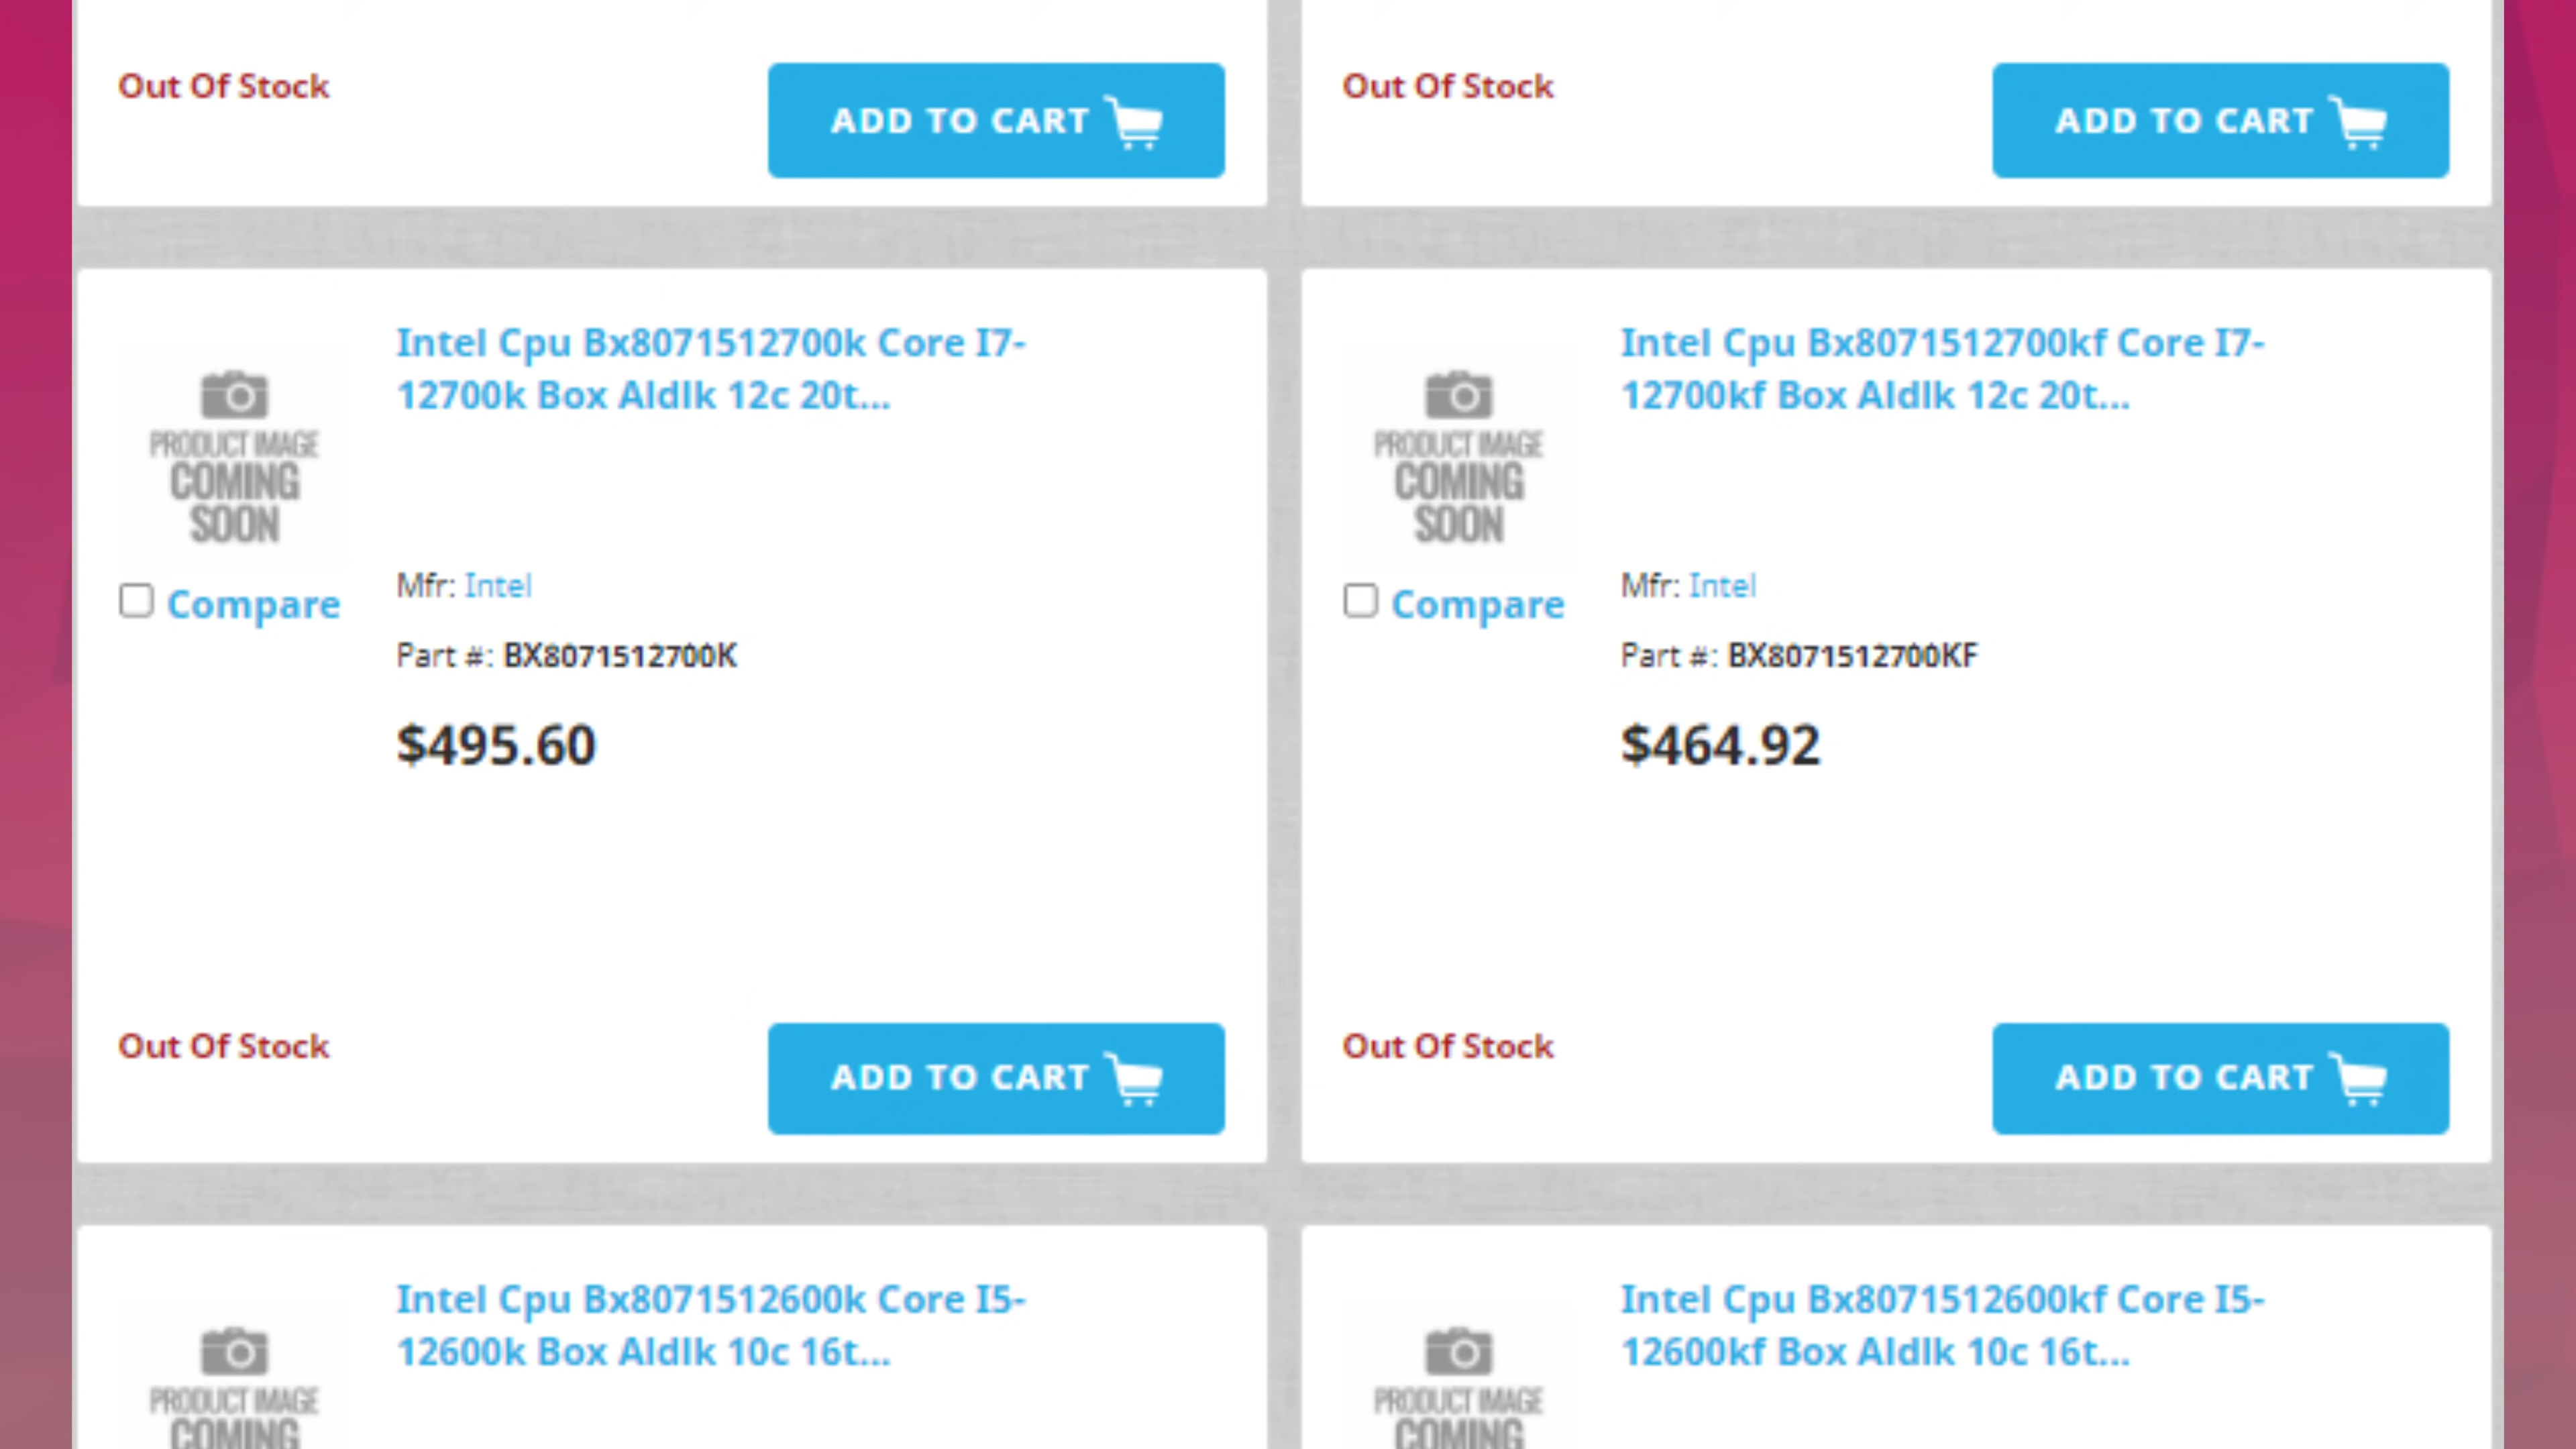 Out Of Stock
ADD TO CART
Out Of Stock
ADD TO CART
Intel Cpu Bx8071512700k Core I7-
12700k Box Aldlk 12c 20t...
PRODUCT IMAGE
COMING
SOON
Compare
Mfr: Intel
Part #: BX8071512700K
$495.60
Out Of Stock
ADD TO CART
Intel Cpu Bx8071512700kf Core I7-
12700kf Box Aldlk 12c 20t...
PRODUCT IMAGE
COMING
SOON
Compare
Mfr: Intel
Part #: BX8071512700KF
$464.92
Out Of Stock
ADD TO CART
Intel Cpu Bx8071512600k Core I5-
12600k Box Aldlk 10c 16t...
PRODUCT IMAGE
COMING
Intel Cpu Bx8071512600kf Core I5-
12600kf Box Aldlk 10c 16t...
PRODUCT IMAGE
COMING